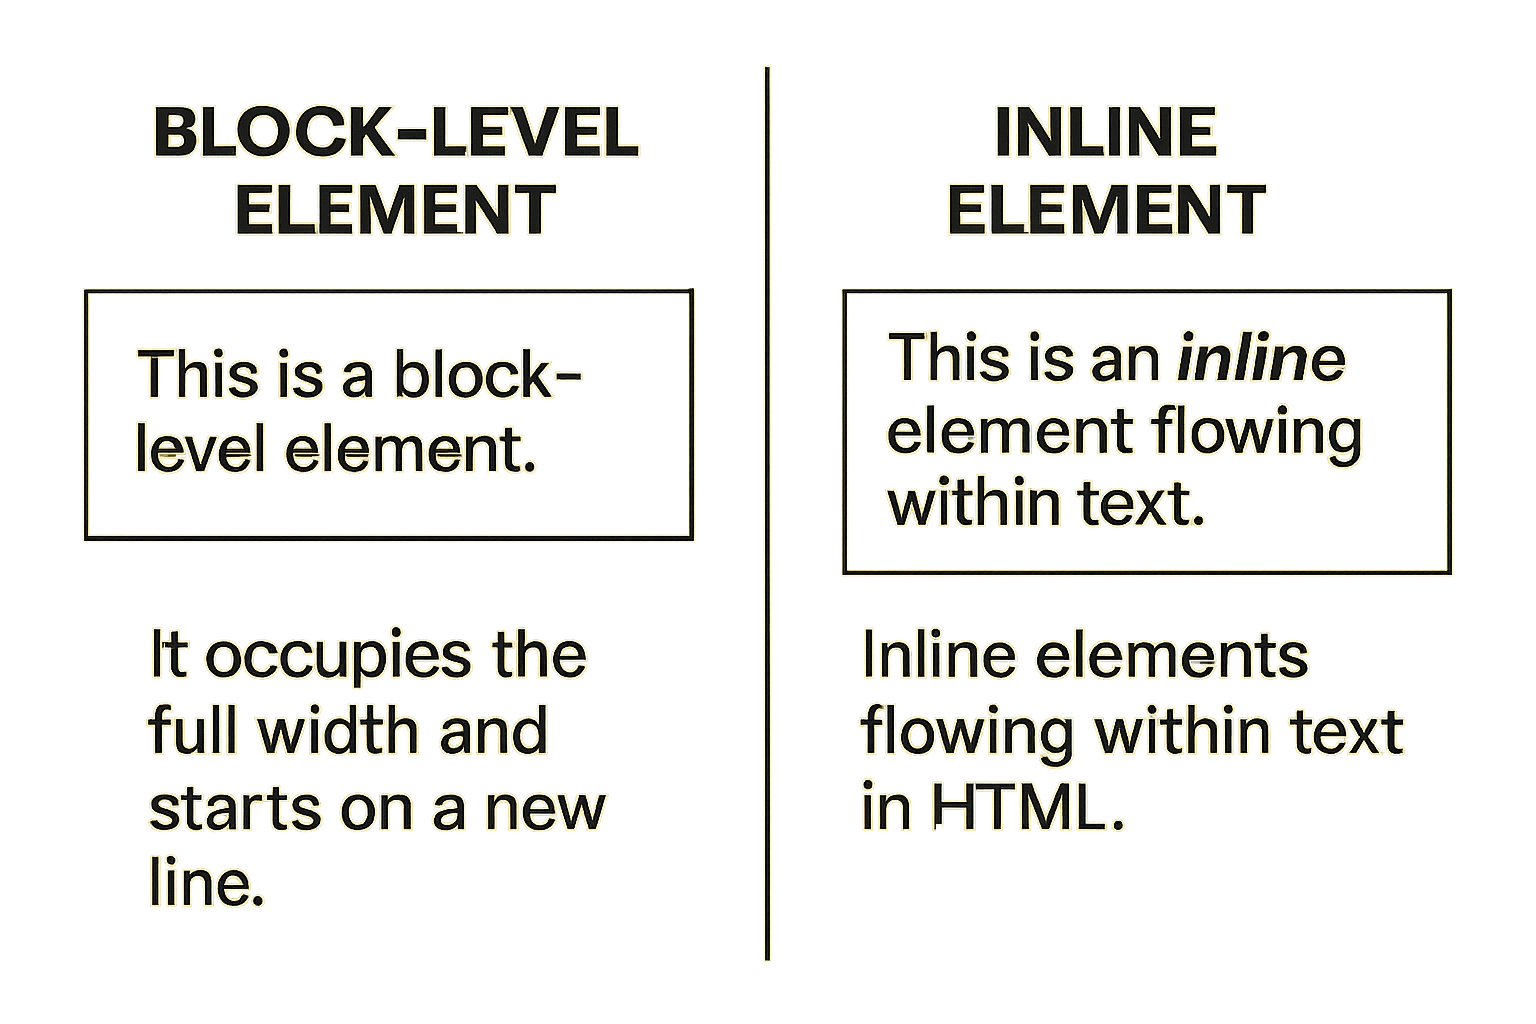 BLOCK-LEVEL
ELEMENT
This is a block-
level element.
It occupies the
full width and
starts on a new
line.
INLINE
ELEMENT
This is an inline
element flowing
within text.
Inline elements
flowing within text
in HTML.